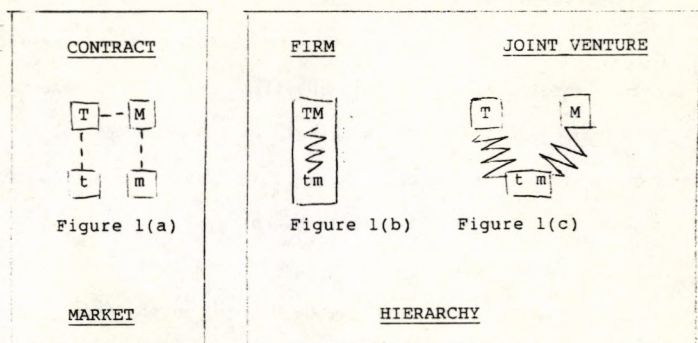 CONTRACT
FIRM
JOINT VENTURE
T M
t m
TM
tm
T M
t m
Figure 1(a)
Figure 1(b)
Figure 1(c)
MARKET
HIERARCHY